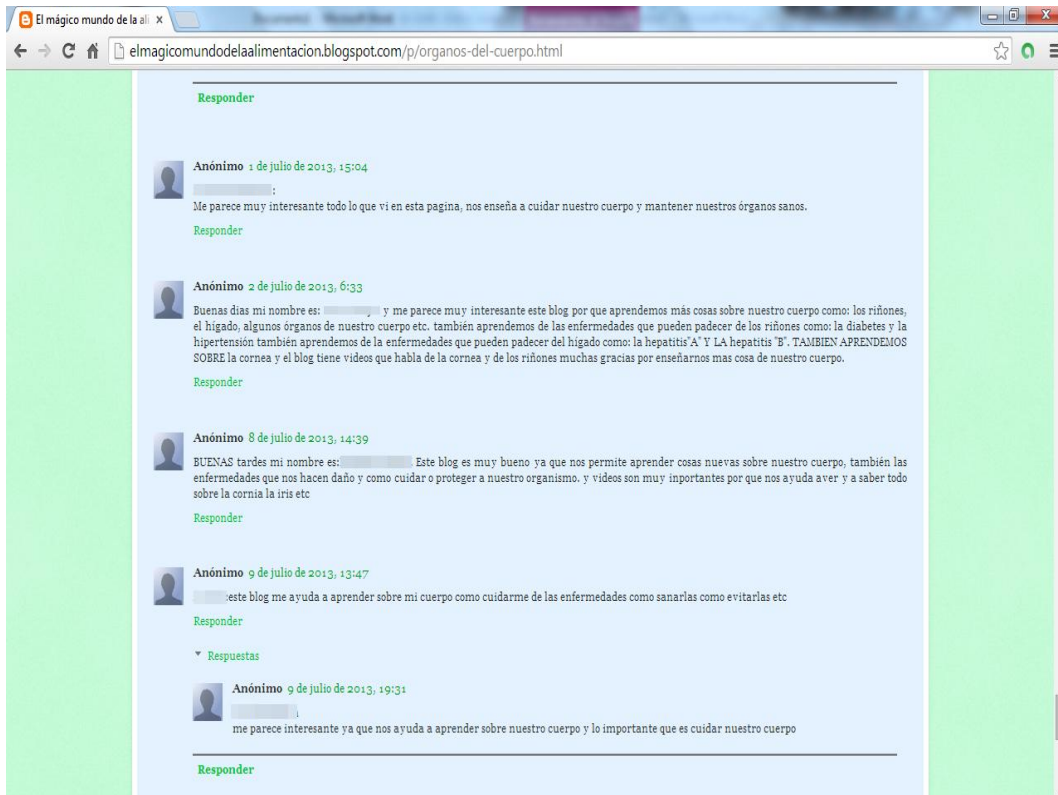 El mágico mundo de la ali
elmagicomundodelaalimentacion.blogspot.com/p/organos-del-cuerpo.html
Responder
Anónimo 1 de julio de 2013, 15:04
:
Me parece muy interesante todo lo que vi en esta pagina, nos enseña a cuidar nuestro cuerpo y mantener nuestros órganos sanos.
Responder
Anónimo 2 de julio de 2013, 6:33
Buenas dias mi nombre es: y me parece muy interesante este blog por que aprendemos más cosas sobre nuestro cuerpo como: los riñones,
el hígado, algunos órganos de nuestro cuerpo etc. también aprendemos de las enfermedades que pueden padecer de los riñones como: la diabetes y la
hipertensión también aprendemos de la enfermedades que pueden padecer del hígado como: la hepatitis"A" Y LA hepatitis "B". TAMBIEN APRENDEMOS
SOBRE la cornea y el blog tiene videos que habla de la cornea y de los riñones muchas gracias por enseñarnos mas cosa de nuestro cuerpo.
Responder
Anónimo 8 de julio de 2013, 14:39
BUENAS tardes mi nombre es: Este blog es muy bueno ya que nos permite aprender cosas nuevas sobre nuestro cuerpo, también las
enfermedades que nos hacen daño y como cuidar o proteger a nuestro organismo. y videos son muy inportantes por que nos ayuda aver y a saber todo
sobre la cornia la iris etc
Responder
Anónimo 9 de julio de 2013, 13:47
:este blog me ayuda a aprender sobre mi cuerpo como cuidarme de las enfermedades como sanarlas como evitarlas etc
Responder
Respuestas
Anónimo 9 de julio de 2013, 19:31
me parece interesante ya que nos ayuda a aprender sobre nuestro cuerpo y lo importante que es cuidar nuestro cuerpo
Responder